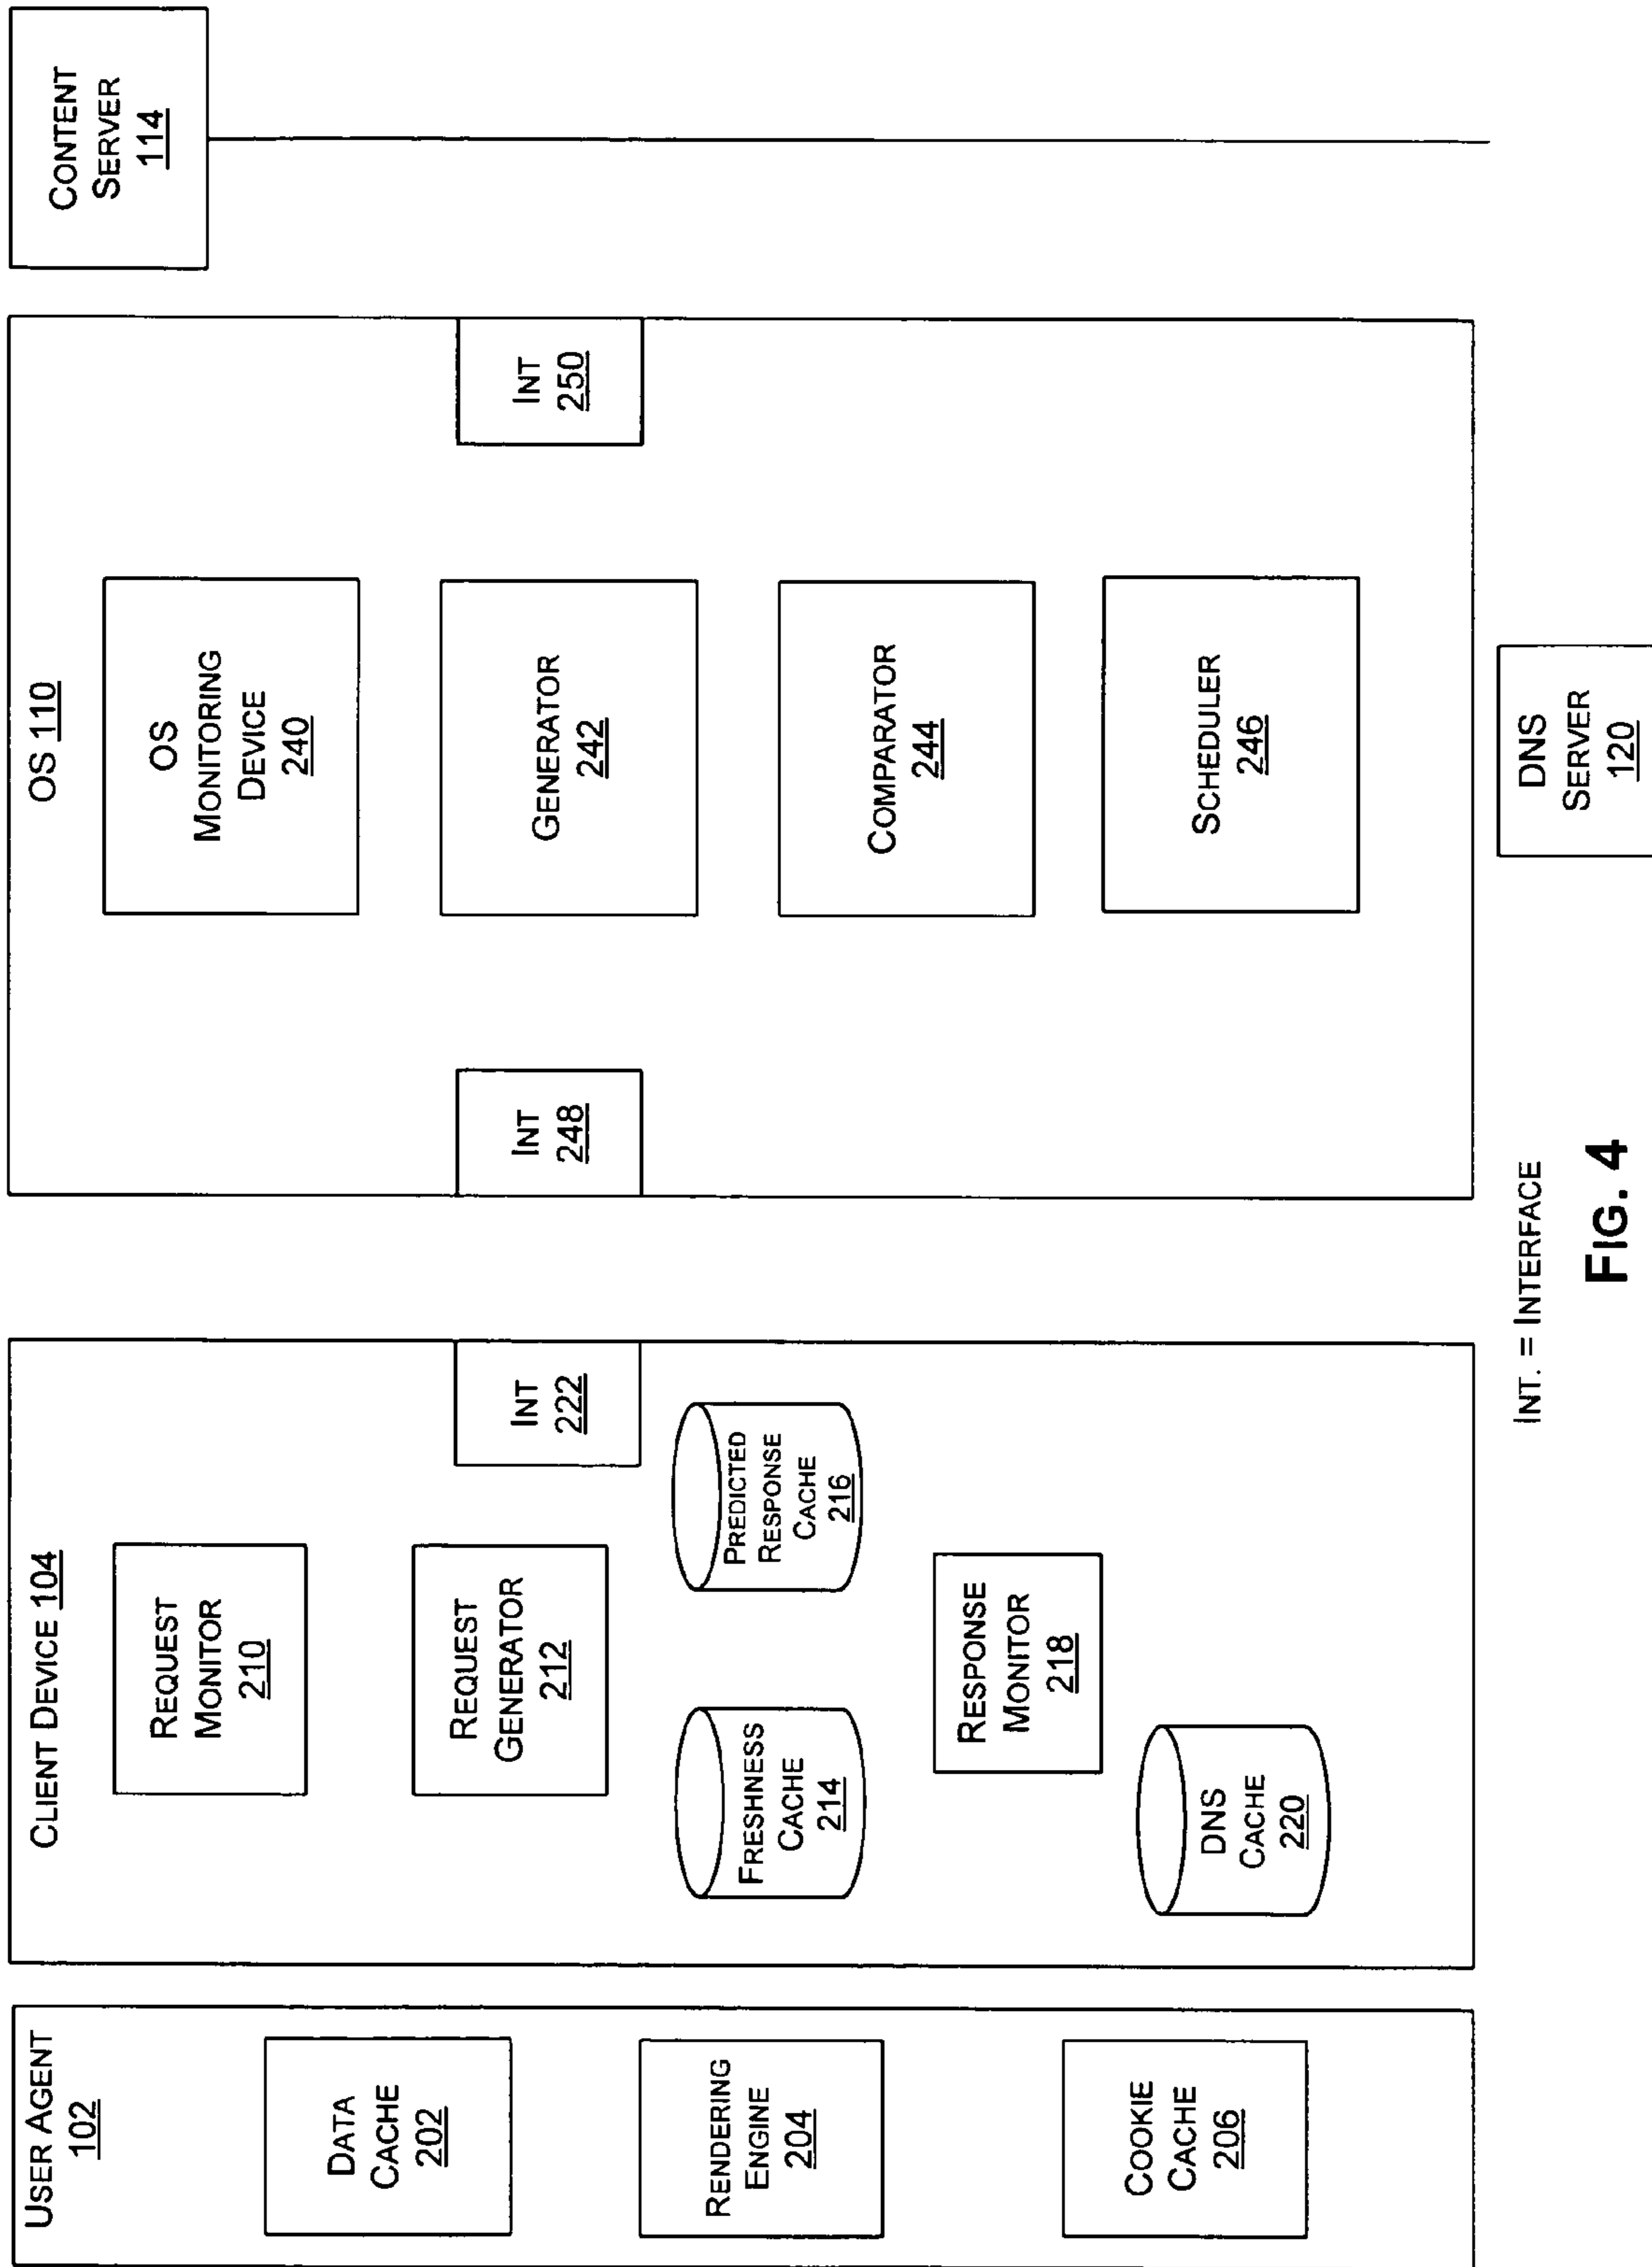 USER AGENT
102
DATA
CACHE
202
RENDERING
ENGINE
204
COOKIE
CACHE
206
CLIENT DEVICE 104
REQUEST
MONITOR
210
REQUEST
GENERATOR
212
INT
222
FRESHNESS
CACHE
214
PREDICTED
RESPONSE
CACHE
216
RESPONSE
MONITOR
218
DNS
CACHE
220
OS 110
OS
MONITORING
DEVICE
240
INT
248
GENERATOR
242
INT
250
COMPARATOR
244
SCHEDULER
246
CONTENT
SERVER
114
DNS
SERVER
120
INT. = INTERFACE
FIG. 4